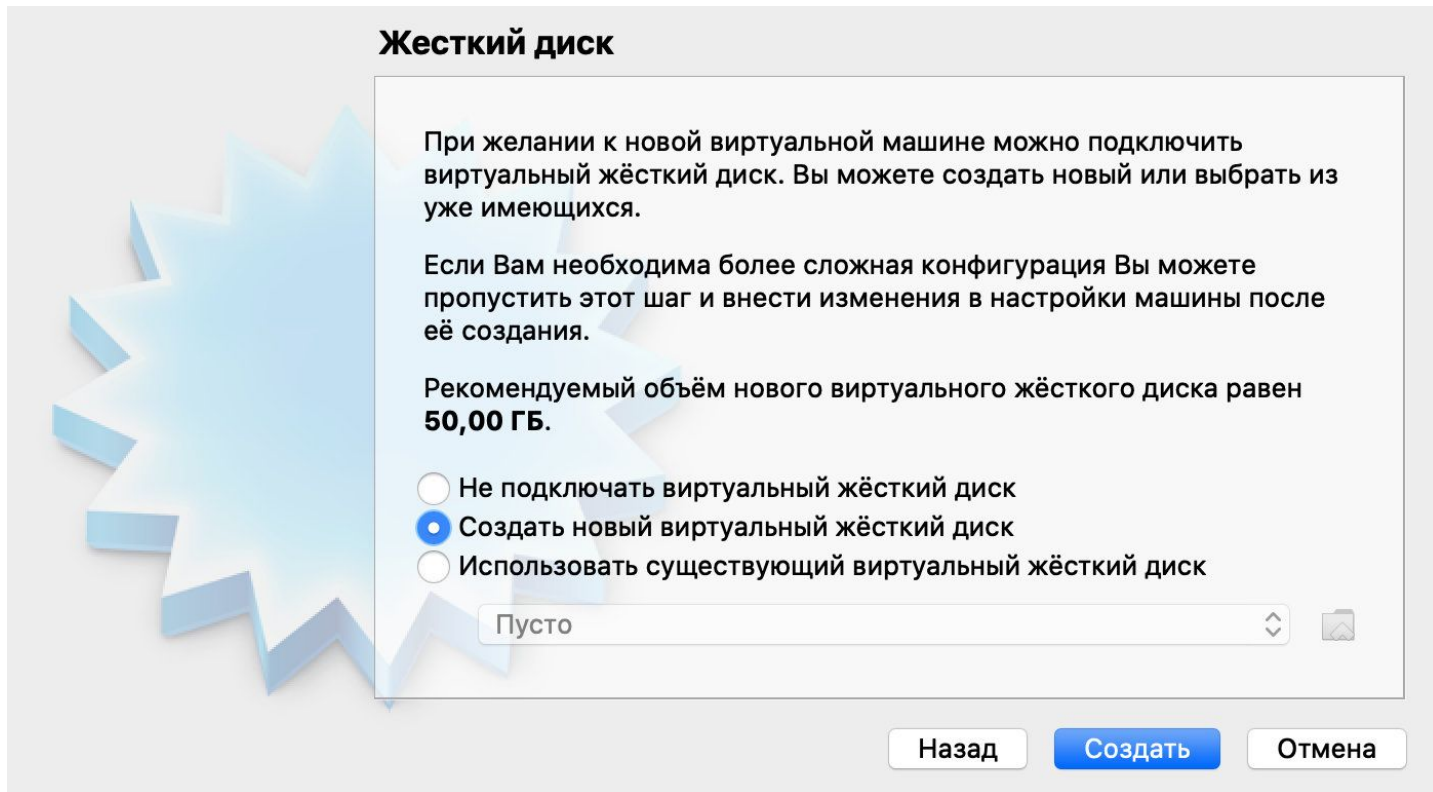 Жесткий диск
При желании к новой виртуальной машине можно подключить
виртуальный жёсткий диск. Вы можете создать новый или выбрать из
уже имеющихся.
Если Вам необходима более сложная конфигурация Вы можете
пропустить этот шаг и внести изменения в настройки машины после
её создания.
Рекомендуемый объём нового виртуального жёсткого диска равен
50,00 ГБ.
Не подключать виртуальный жёсткий диск
Создать новый виртуальный жёсткий диск
Использовать существующий виртуальный жёсткий диск
Пусто
Назад Создать Отмена